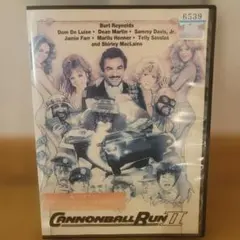 6539
Burt Reynolds
Dom De Luise • Dean Martin • Sammy Davis, Jr.
Jamie Farr • Marilu Henner • Telly Savalas
and Shirley MacLaine
CANNONBALL RUN II